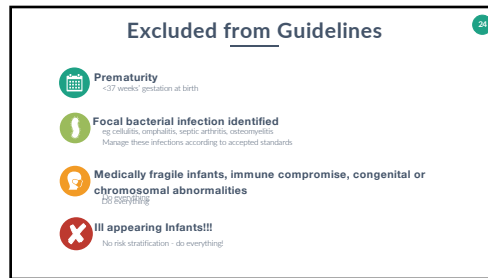 Excluded from Guidelines
24
Prematurity
<37 weeks' gestation at birth
Focal bacterial infection identified
eg cellulitis, omphalitis, septic arthritis, osteomyelitis
Manage these infections according to accepted standards
Medically fragile infants, immune compromise, congenital or
chromosomal abnormalities
Do everything
Do everything
Ill appearing Infants!!!
No risk stratification - do everything!